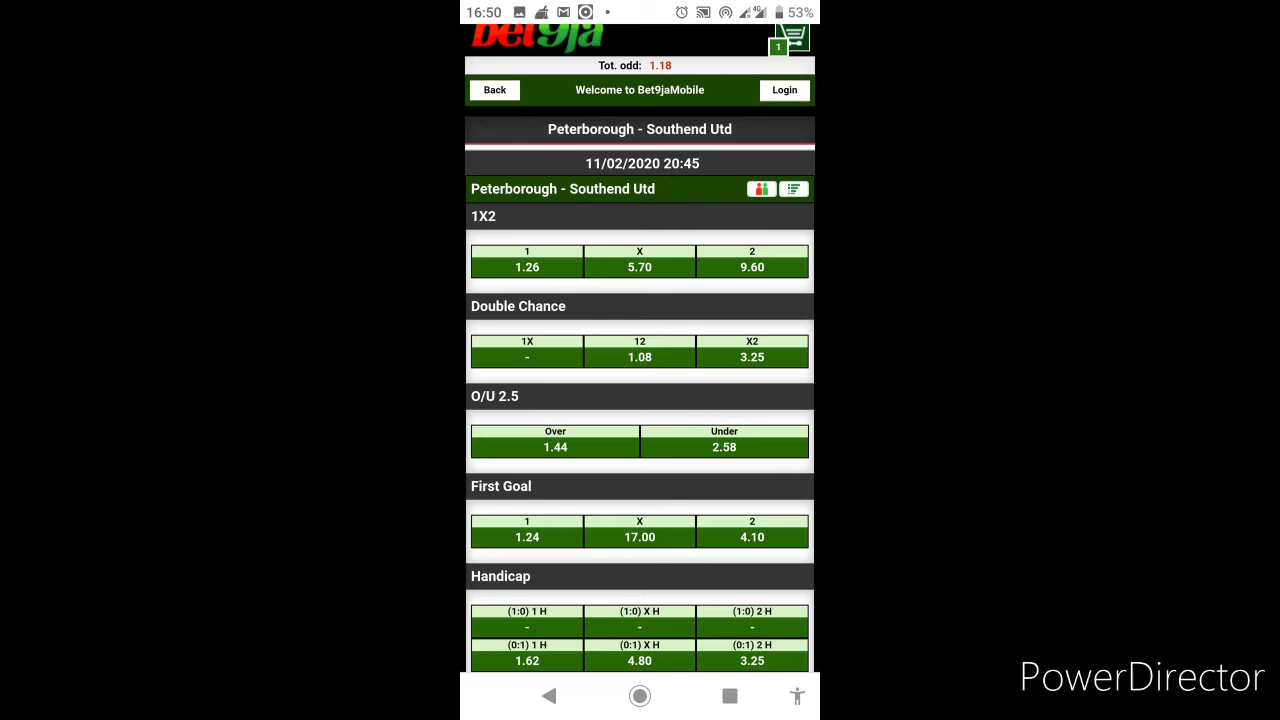 16:50 4G 53%
bet9ja
1
Tot. odd: 1.18
Back Welcome to Bet9jaMobile Login
Peterborough - Southend Utd
11/02/2020 20:45
Peterborough - Southend Utd
1X2
1 X 2
1.26 5.70 9.60
Double Chance
1X 12 X2
- 1.08 3.25
O/U 2.5
Over Under
1.44 2.58
First Goal
1 X 2
1.24 17.00 4.10
Handicap
(1:0) 1 H (1:0) X H (1:0) 2 H
- - -
(0:1) 1 H (0:1) X H (0:1) 2 H
1.62 4.80 3.25
PowerDirector